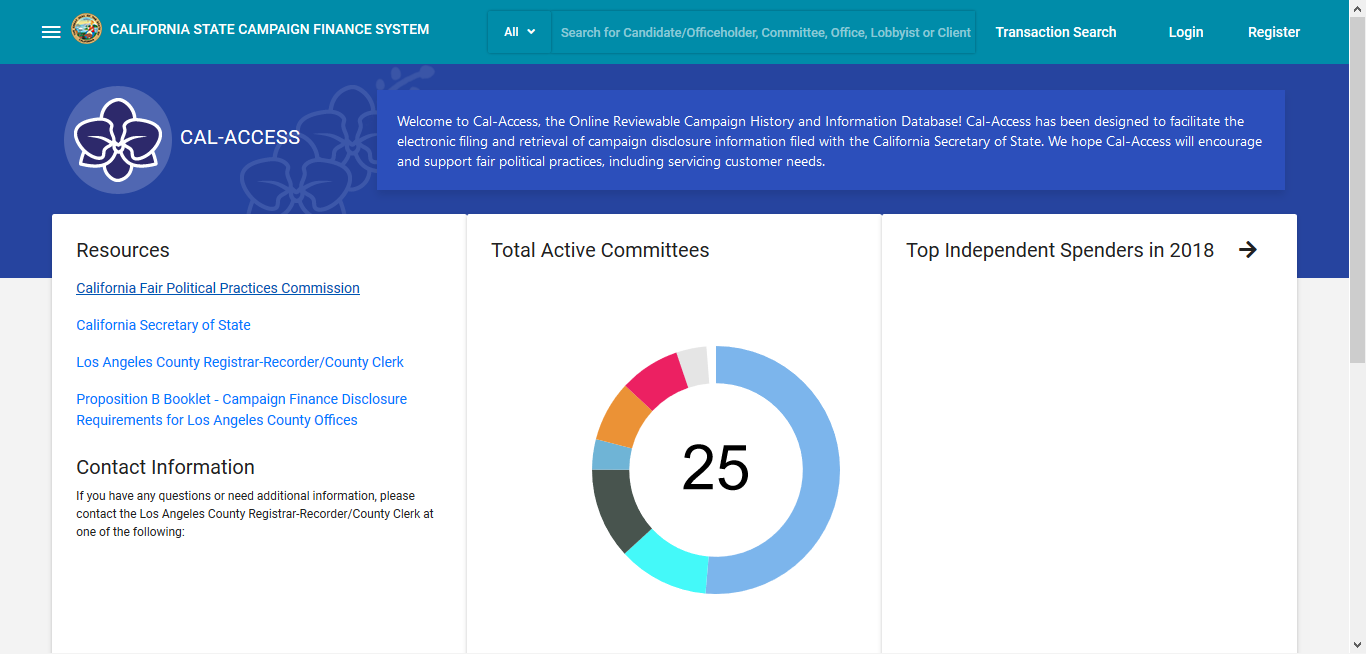 CALIFORNIA STATE CAMPAIGN FINANCE SYSTEM
All
Search for Candidate/Officeholder, Committee, Office, Lobbyist or Client
Transaction Search
Login
Register
CAL-ACCESS
Welcome to Cal-Access, the Online Reviewable Campaign History and Information Database! Cal-Access has been designed to facilitate the
electronic filing and retrieval of campaign disclosure information filed with the California Secretary of State. We hope Cal-Access will encourage
and support fair political practices, including servicing customer needs.
Resources
California Fair Political Practices Commission
California Secretary of State
Los Angeles County Registrar-Recorder/County Clerk
Proposition B Booklet - Campaign Finance Disclosure
Requirements for Los Angeles County Offices
Contact Information
If you have any questions or need additional information, please
contact the Los Angeles County Registrar-Recorder/County Clerk at
one of the following:
Total Active Committees
25
Top Independent Spenders in 2018